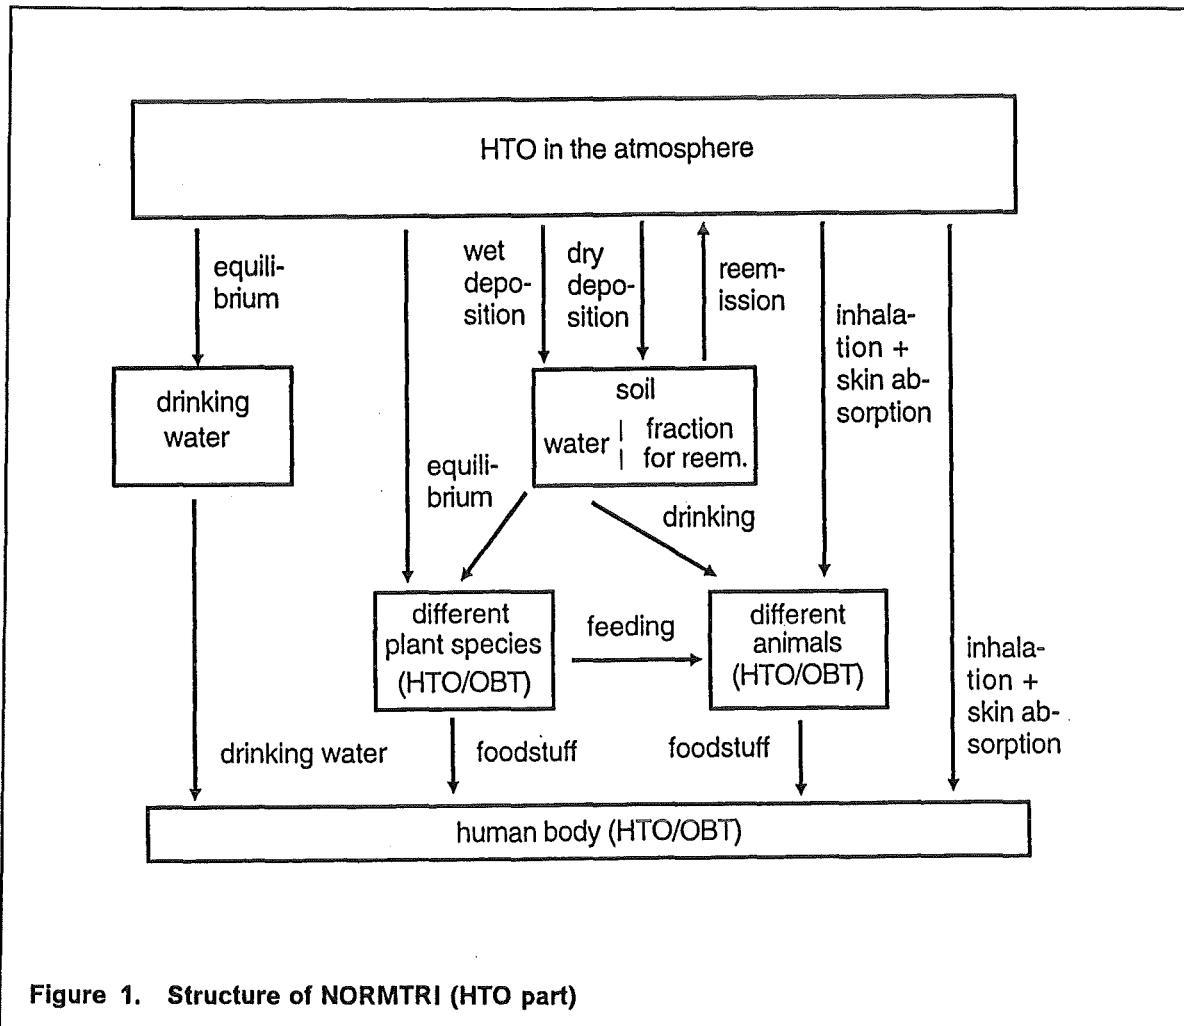 HTO in the atmosphere
equili-
brium
wet
depo-
sition
dry
depo-
sition
reem-
ission
inhala-
tion +
skin ab-
sorption
drinking
water
soil
water
fraction
for reem.
equili-
brium
drinking
different
plant species
(HTO/OBT)
feeding
different
animals
(HTO/OBT)
inhala-
tion +
skin ab-
sorption
drinking water
foodstuff
foodstuff
human body (HTO/OBT)
Figure 1. Structure of NORMTRI (HTO part)